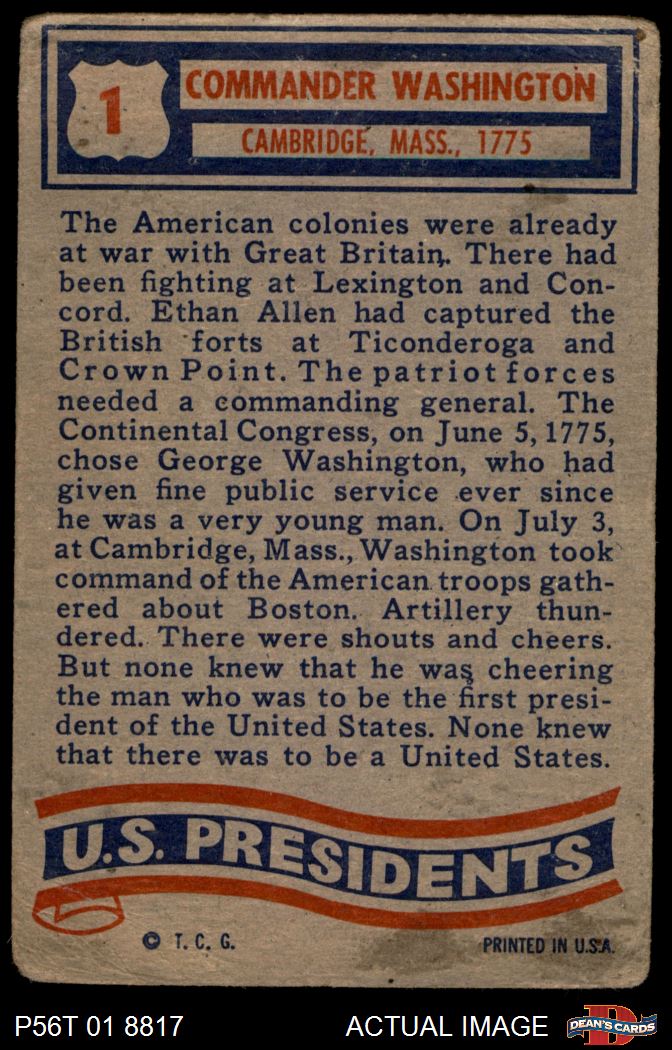 1
COMMANDER WASHINGTON
CAMBRIDGE, MASS., 1775
The American colonies were already
at war with Great Britain. There had
been fighting at Lexington and Con-
cord. Ethan Allen had captured the
British forts at Ticonderoga and
Crown Point. The patriot forces
needed a commanding general. The
Continental Congress, on June 5, 1775,
chose George Washington, who had
given fine public service ever since
he was a very young man. On July 3,
at Cambridge, Mass., Washington took
command of the American troops gath-
ered about Boston. Artillery thun-
dered. There were shouts and cheers.
But none knew that he was cheering
the man who was to be the first presi-
dent of the United States. None knew
that there was to be a United States.
U.S. PRESIDENTS
© T. C. G.
PRINTED IN U.S.A.
P56T 01 8817
ACTUAL IMAGE
DEAN'S CARDS